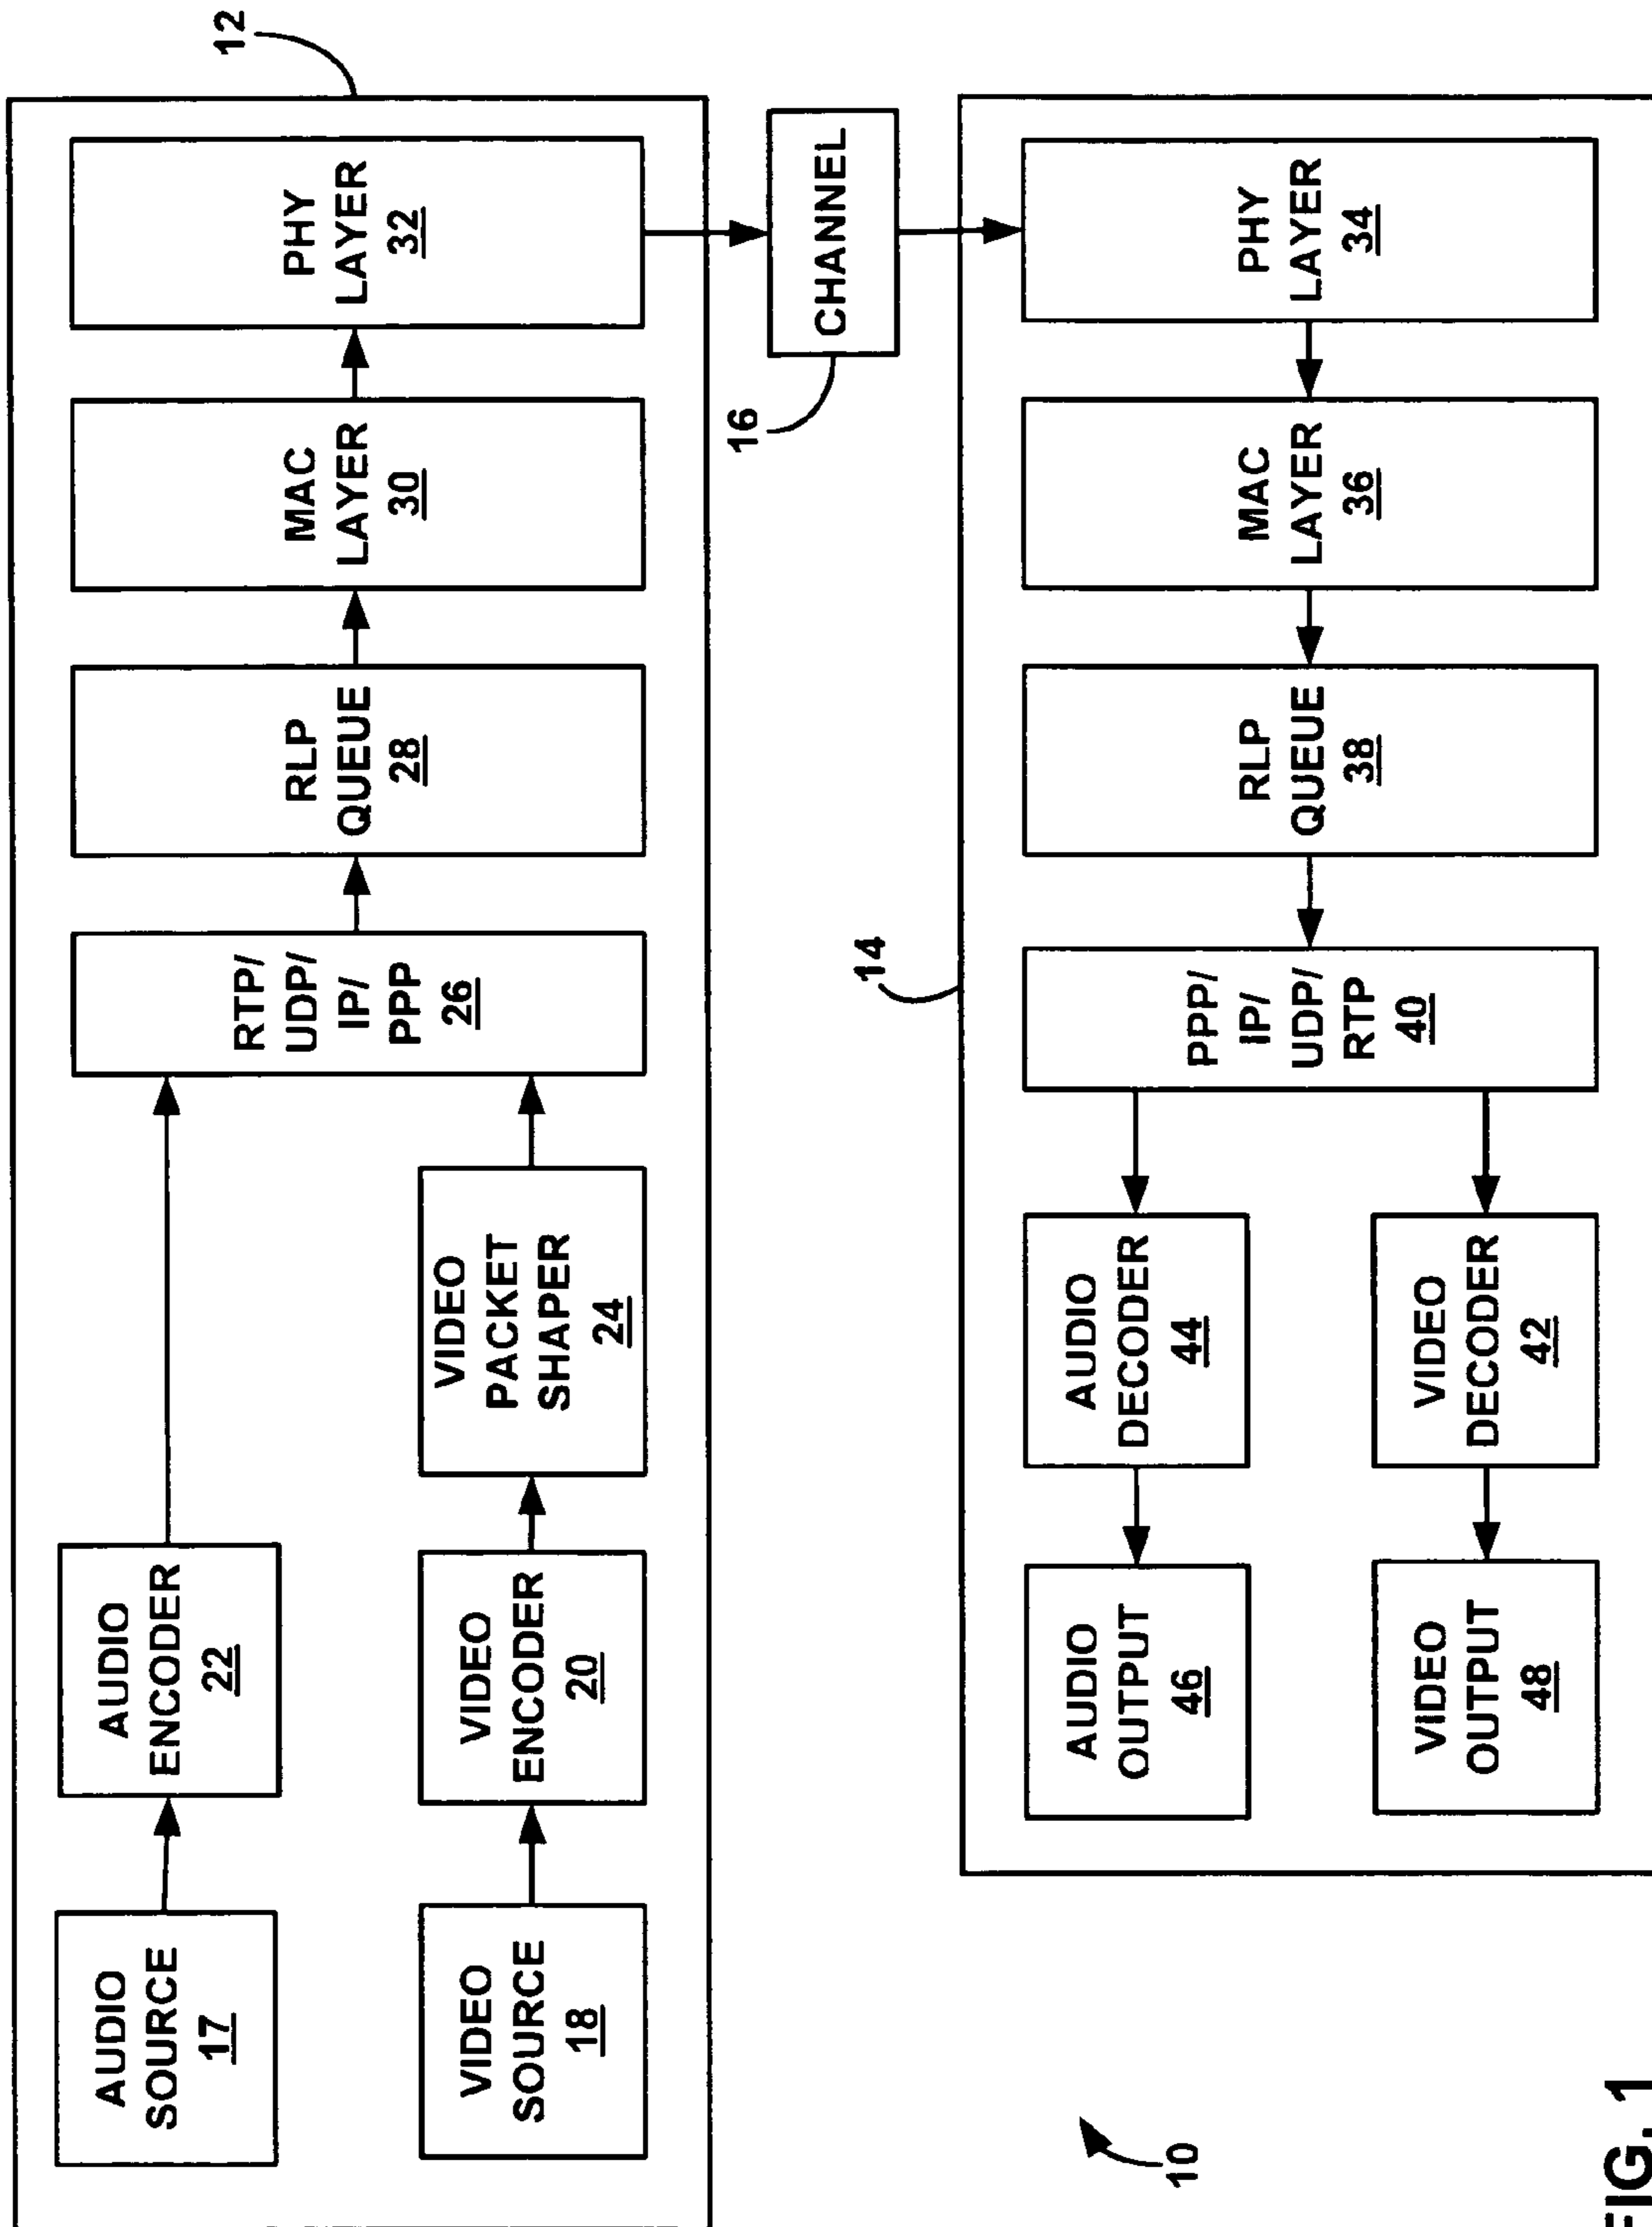 12
AUDIO
SOURCE
17
AUDIO
ENCODER
22
VIDEO
SOURCE
18
VIDEO
ENCODER
20
VIDEO
PACKET
SHAPER
24
RTP/
UDP/
IP/
PPP
26
RLP
QUEUE
28
MAC
LAYER
30
PHY
LAYER
32
16
CHANNEL
14
AUDIO
OUTPUT
46
AUDIO
DECODER
44
VIDEO
OUTPUT
48
VIDEO
DECODER
42
PPP/
IP/
UDP/
RTP
40
RLP
QUEUE
38
MAC
LAYER
36
PHY
LAYER
34
10
FIG. 1